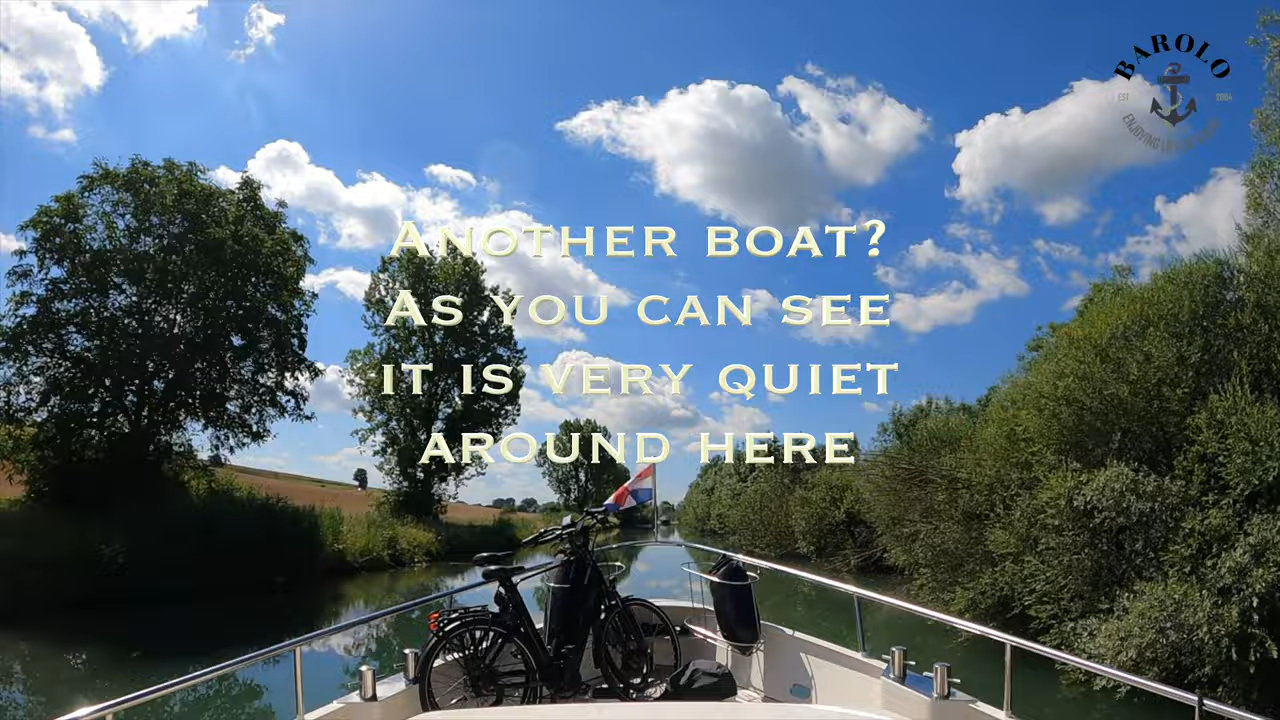 BAROLO
EST 2004
ANOTHER BOAT?
AS YOU CAN SEE
IT IS VERY QUIET
AROUND HERE